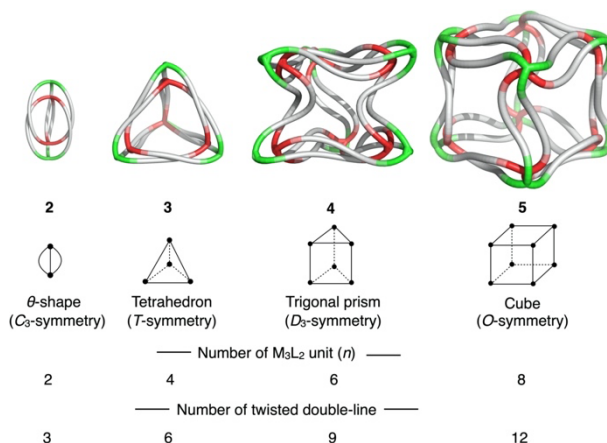 2 3 4 5
θ-shape Tetrahedron Trigonal prism Cube
(C3-symmetry) (T-symmetry) (D3-symmetry) (O-symmetry)
Number of M3L2 unit (n)
2 4 6 8
Number of twisted double-line
3 6 9 12